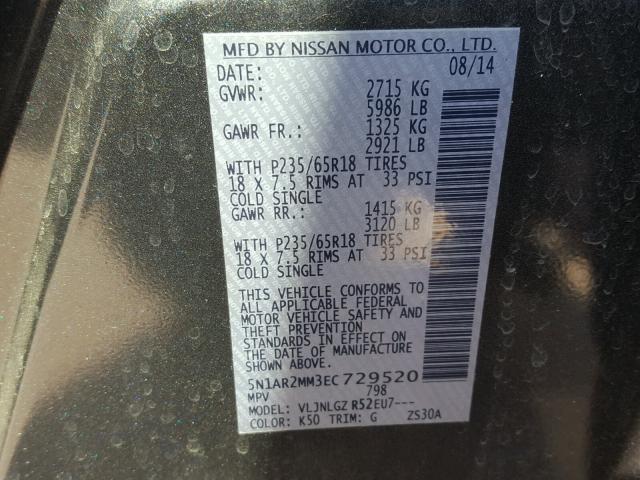 MFD BY NISSAN MOTOR CO., LTD.
DATE: 08/14
GVWR: 2715 KG
5986 LB
GAWR FR.: 1325 KG
2921 LB
WITH P235/65R18 TIRES
18 X 7.5 RIMS AT 33 PSI
COLD SINGLE
GAWR RR.: 1415 KG
3120 LB
WITH P235/65R18 TIRES
18 X 7.5 RIMS AT 33 PSI
COLD SINGLE
THIS VEHICLE CONFORMS TO
ALL APPLICABLE FEDERAL
MOTOR VEHICLE SAFETY AND
THEFT PREVENTION
STANDARDS IN EFFECT ON
THE DATE OF MANUFACTURE
SHOWN ABOVE.
5N1AR2MM3EC729520
MPV 798
MODEL: VLJNLGZ R52EU7---
COLOR: K50 TRIM: G ZS30A